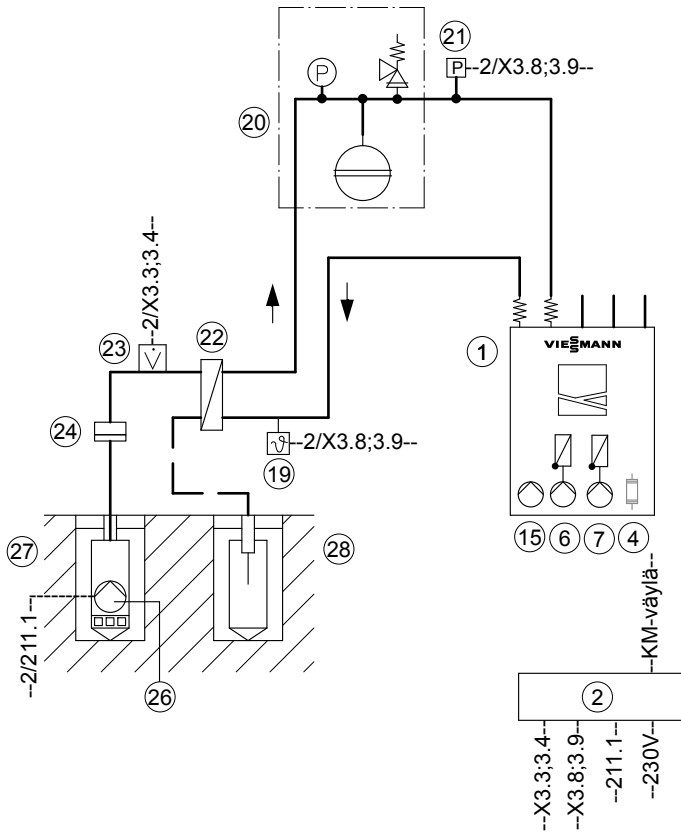 21
P
P--2/X3.8;3.9--
20
--2/X3.3;3.4--
23
22
1
VIESSMANN
24
ϑ--2/X3.8;3.9--
19
15 6 7 4
27
28
--2/211.1--
26
--KM-väylä--
2
--X3.3;3.4--
--X3.8;3.9--
--211.1--
--230V--